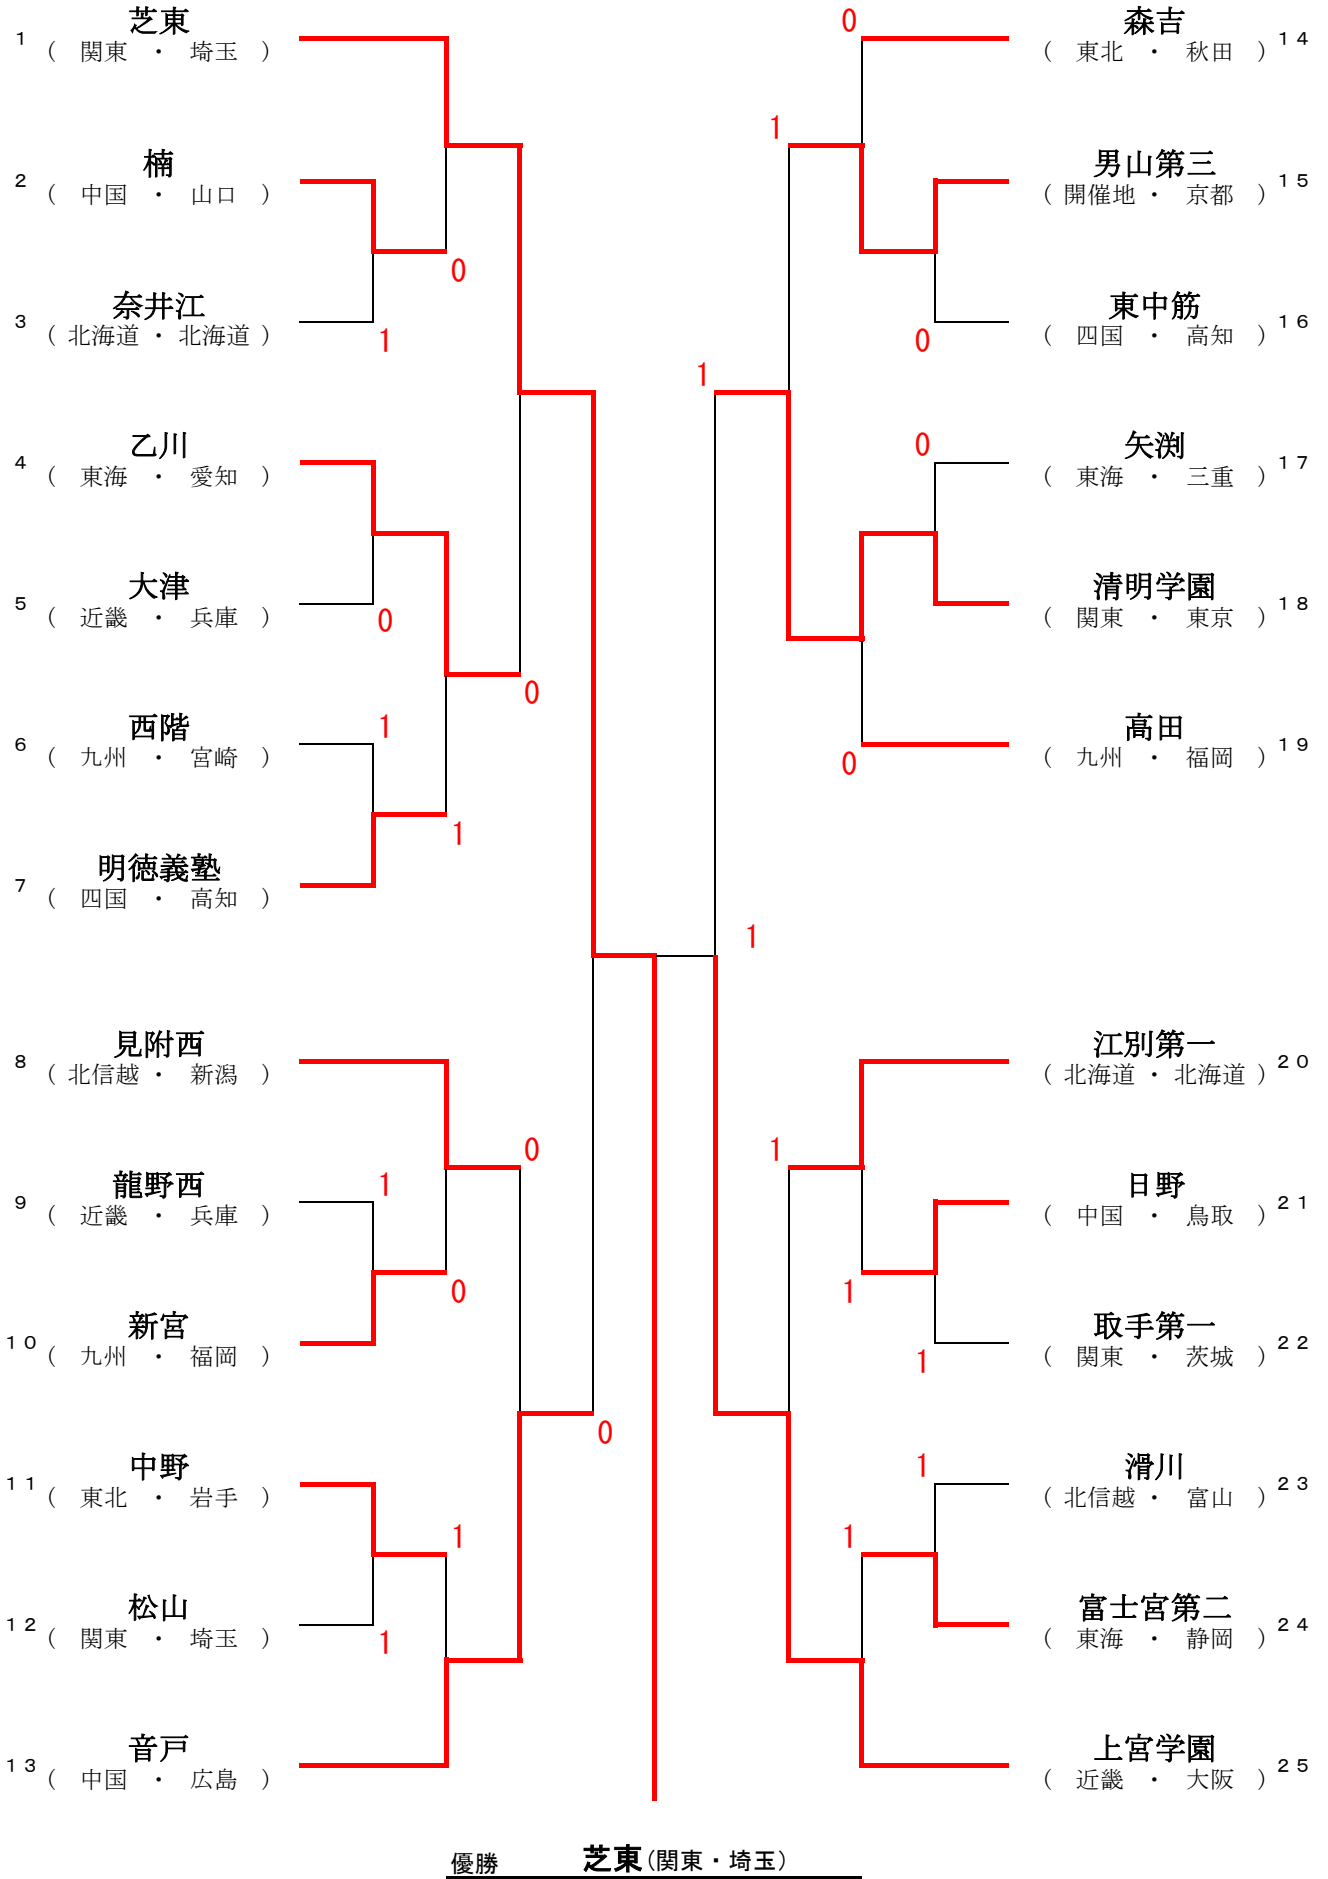 芝東
1 ( 関東 ・ 埼玉 )
楠
2 ( 中国 ・ 山口 )
0
奈井江
3 ( 北海道 ・ 北海道 )
1
乙川
4 ( 東海 ・ 愛知 )
大津
5 ( 近畿 ・ 兵庫 )
0
0
西階
6 ( 九州 ・ 宮崎 )
1
1
明徳義塾
7 ( 四国 ・ 高知 )
見附西
8 ( 北信越 ・ 新潟 )
0
龍野西
9 ( 近畿 ・ 兵庫 )
1
0
新宮
10 ( 九州 ・ 福岡 )
0
中野
11 ( 東北 ・ 岩手 )
1
松山
12 ( 関東 ・ 埼玉 )
1
音戸
13 ( 中国 ・ 広島 )
0
森吉
( 東北 ・ 秋田 ) 14
1
男山第三
( 開催地 ・ 京都 ) 15
東中筋
( 四国 ・ 高知 ) 16
0
1
0
矢渕
( 東海 ・ 三重 ) 17
清明学園
( 関東 ・ 東京 ) 18
高田
( 九州 ・ 福岡 ) 19
0
1
江別第一
( 北海道 ・ 北海道 ) 20
1
日野
( 中国 ・ 鳥取 ) 21
1
取手第一
( 関東 ・ 茨城 ) 22
1
1
滑川
( 北信越 ・ 富山 ) 23
1
富士宮第二
( 東海 ・ 静岡 ) 24
上宮学園
( 近畿 ・ 大阪 ) 25
優勝 芝東(関東・埼玉)